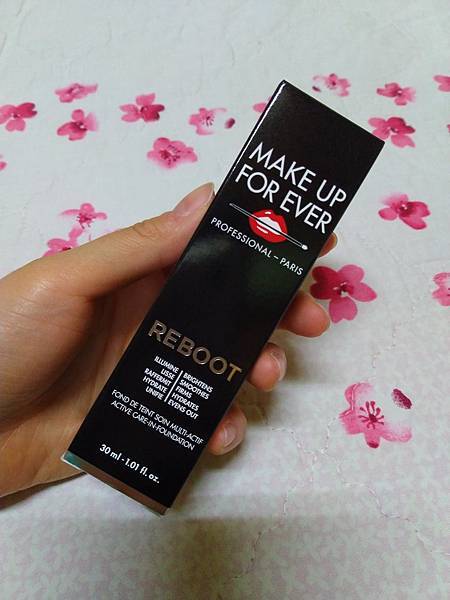 MAKE UP
FOR EVER
PROFESSIONAL – PARIS
REBOOT
ILLUMINE | BRIGHTENS
LISSE | SMOOTHES
RAFFERMIT | FIRMS
HYDRATE | HYDRATES
UNIFIE | EVENS OUT
FOND DE TEINT SOIN MULTI-ACTIF
ACTIVE CARE-IN-FOUNDATION
30 ml - 1.01 fl. oz.